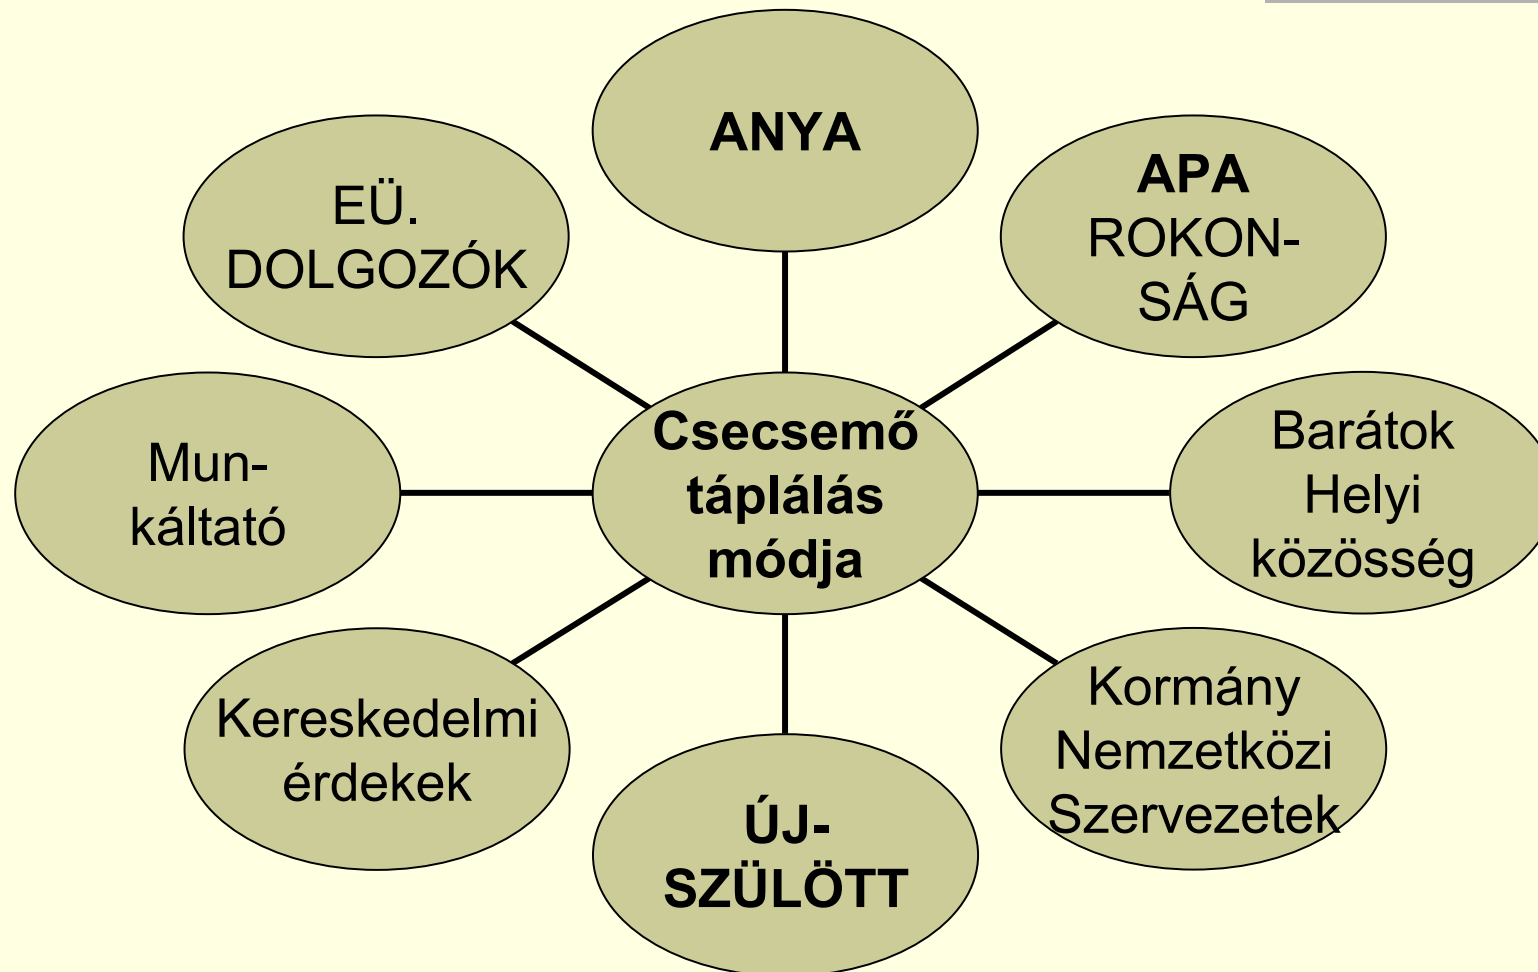 ANYA
EÜ.
DOLGOZÓK
APA
ROKON-
SÁG
Mun-
káltató
Csecsemő
táplálás
módja
Barátok
Helyi
közösség
Kereskedelmi
érdekek
ÚJ-
SZÜLÖTT
Kormány
Nemzetközi
Szervezetek